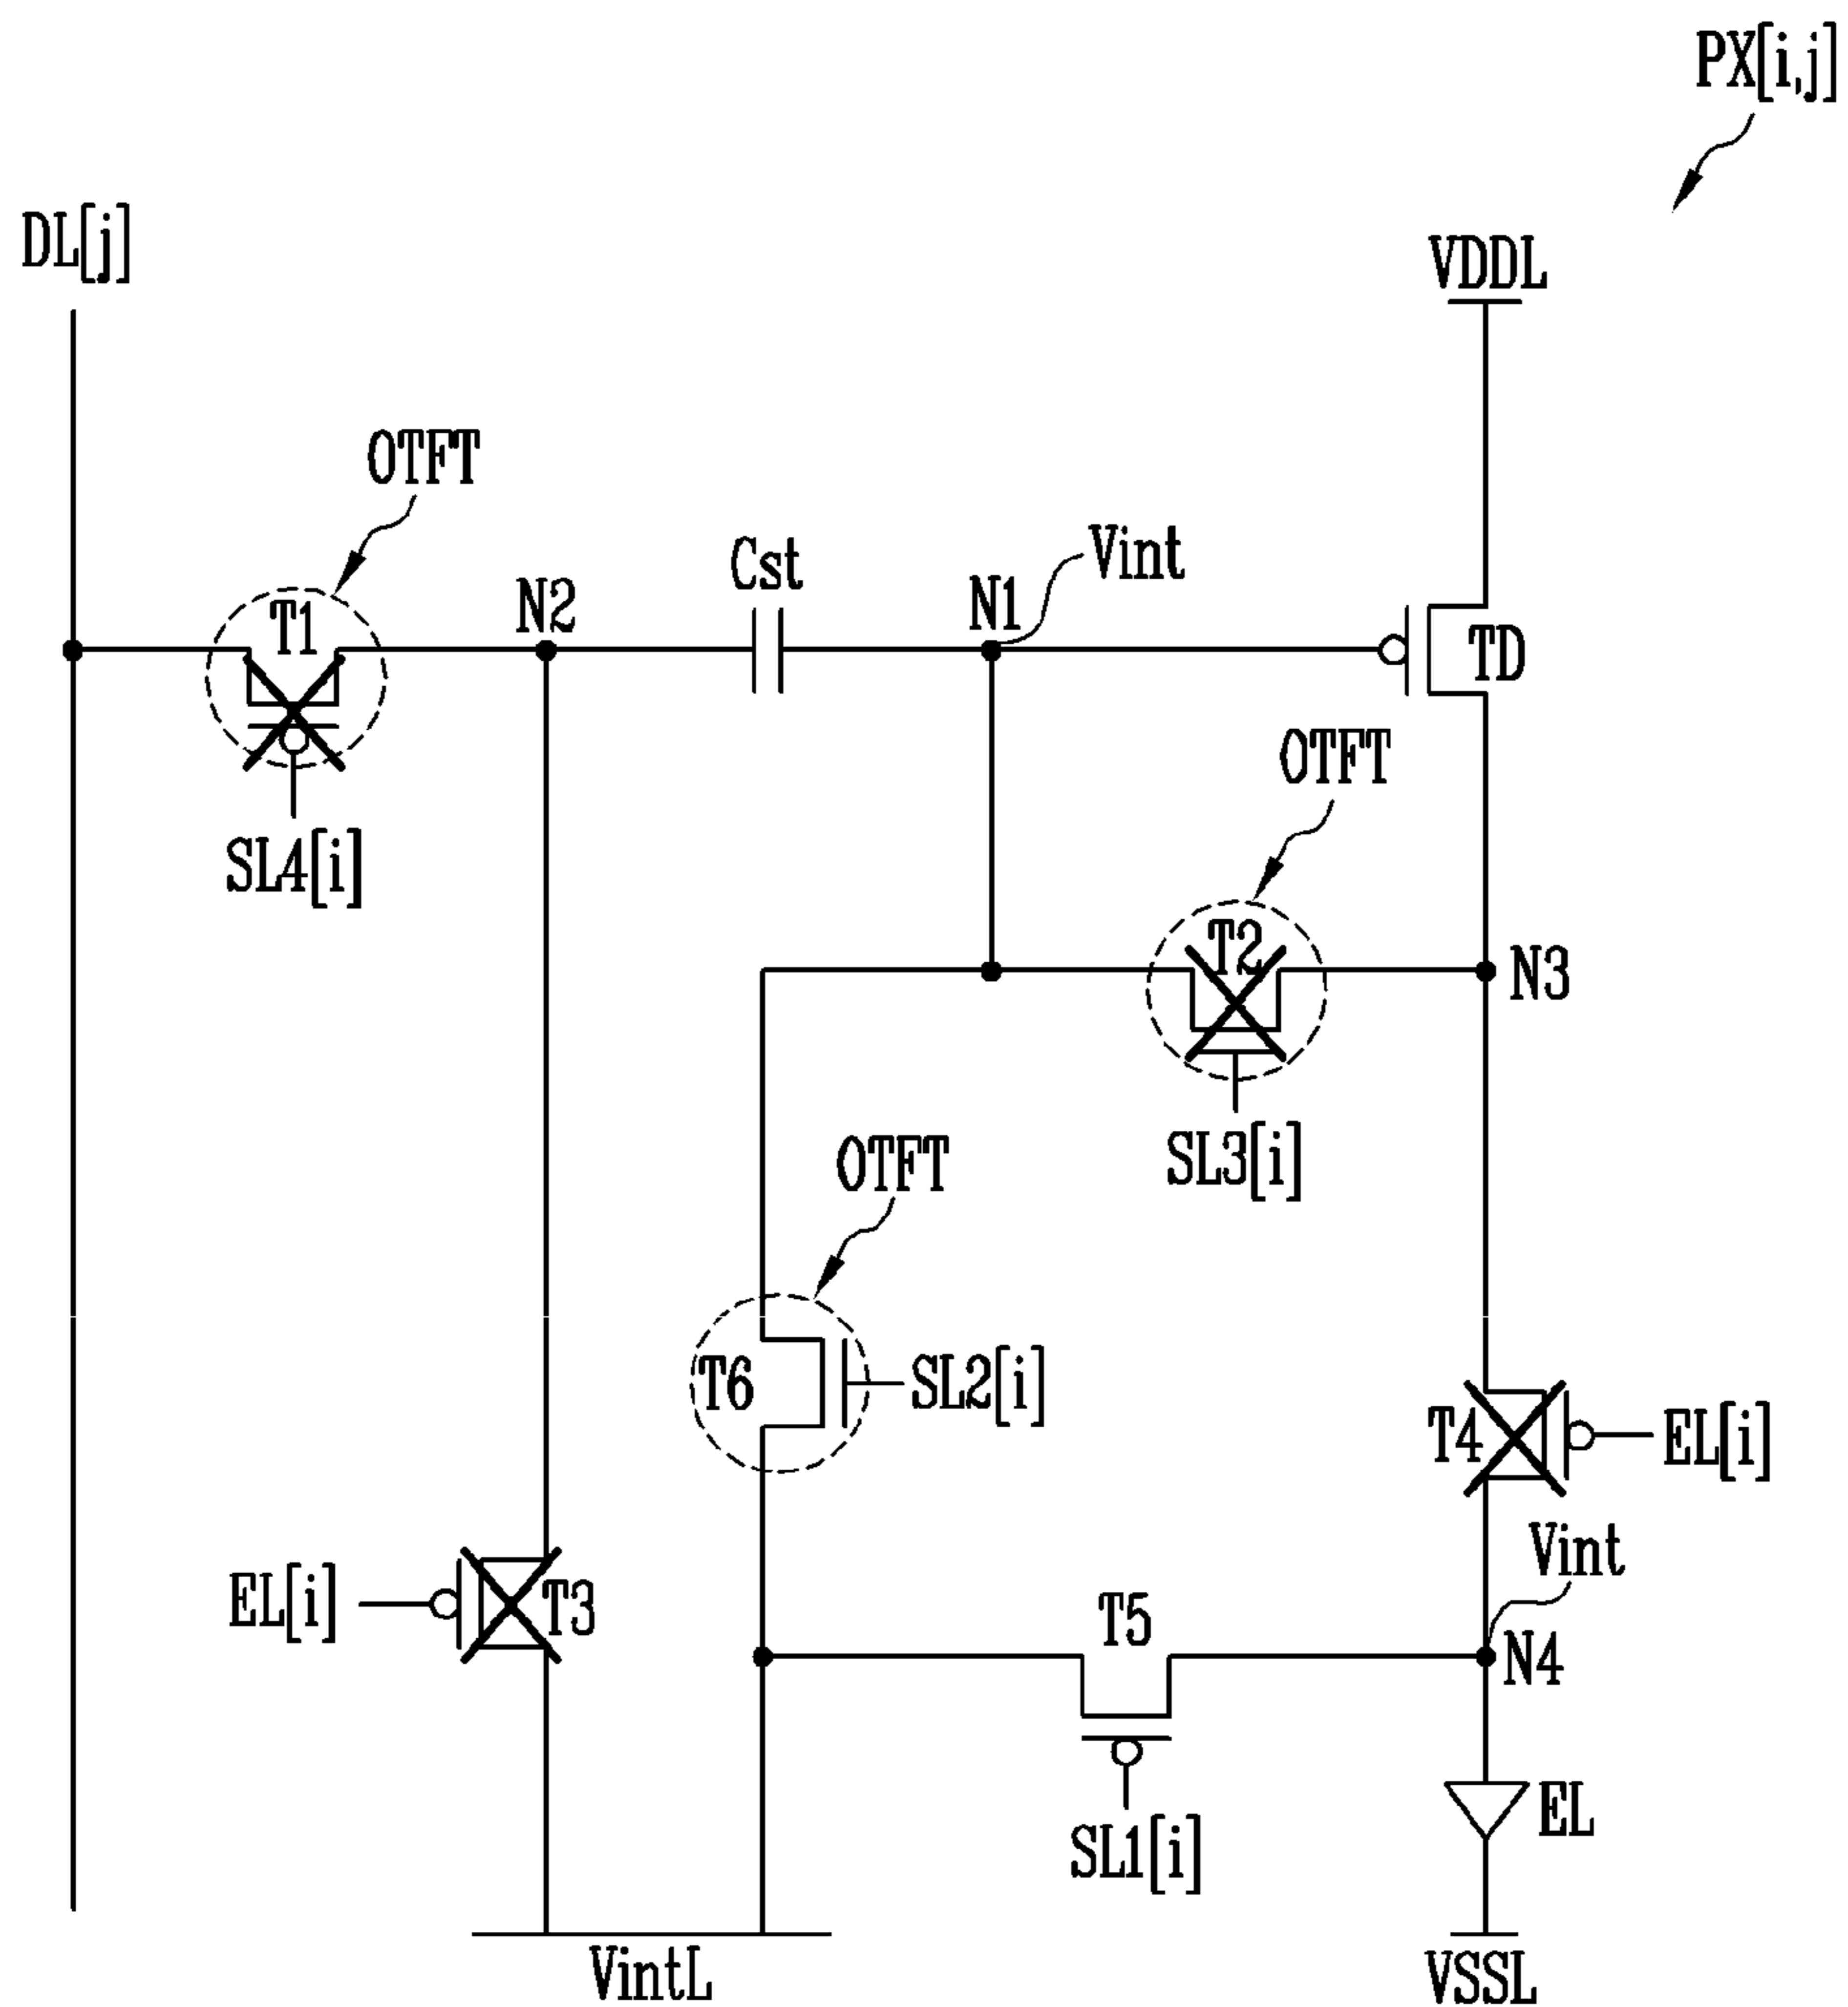 PX[i,j]
DL[j]
VDDL
OTFT
Vint
Cst
N2
N1
T1
TD
OTFT
SL4[i]
T2
N3
OTFT
SL3[i]
T6
SL2[i]
T4
EL[i]
Vint
EL[i]
T3
T5
N4
EL
SL1[i]
VintL
VSSL